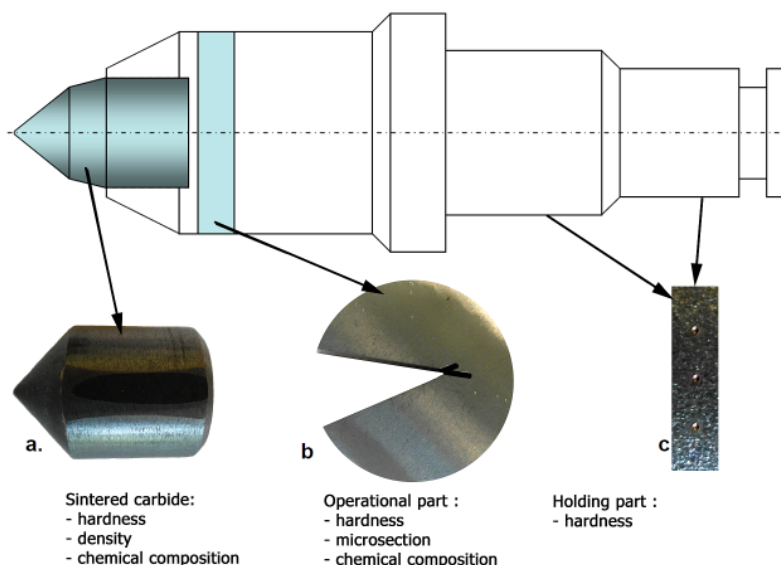 a.
b
c
Sintered carbide:
- hardness
- density
- chemical composition
Operational part :
- hardness
- microsection
- chemical composition
Holding part :
- hardness